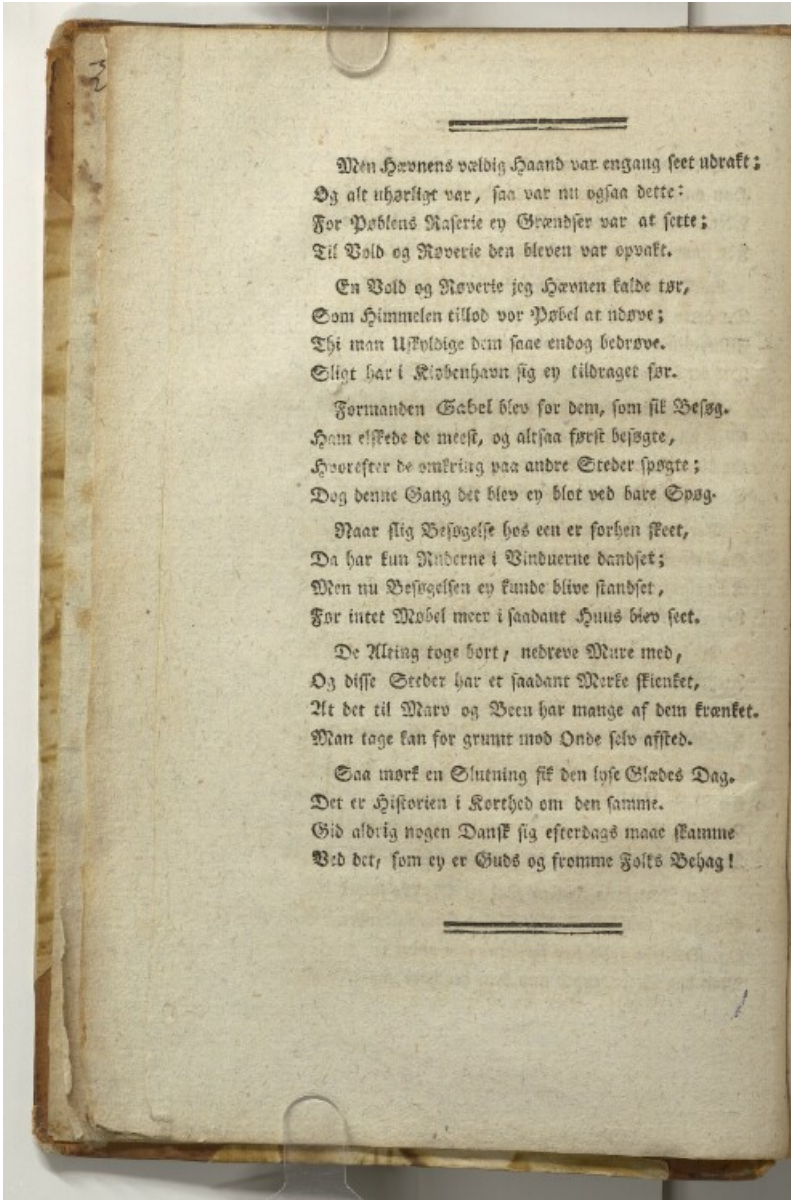 Men Hævnens vældig Haand var engang seet udrakt;
Og alt uhørligt var, saa var nu ogsaa dette:
For Pøblens Raserie ey Grændser var at sette;
Til Vold og Røverie den bleven var opvakt.
En Vold og Røverie jeg Hævnen kalde tør,
Som Himmelen tillod vor Pøbel at udøve;
Thi man Uskyldige dem saae endog bedrøve.
Sligt har i Kiøbenhavn sig ey tildraget før.
Formanden Gabel blev for dem, som fik Besøg.
Ham elskede de meest, og altsaa først besøgte,
Hvorefter de omkring paa andre Steder spøgte;
Dog denne Gang det blev ey blot ved bare Spøg.
Naar slig Besøgelse hos een er forhen skeet,
Da har kun Ruderne i Vinduerne dandset;
Men nu Besøgelsen ey kunde blive standset,
Før intet Møbel meer i saadant Huus blev seet.
De Alting toge bort, nedreve Mure med,
Og disse Steder har et saadant Merke skienket,
At det til Marv og Been har mange af dem krænket.
Man tage kan for grumt mod Onde selv afsted.
Saa mørk en Slutning fik den lyse Glædes Dag.
Det er Historien i Korthed om den samme.
Gid aldrig nogen Dansk sig efterdags maae skamme
Ved det, som ey er Guds og fromme Folks Behag!